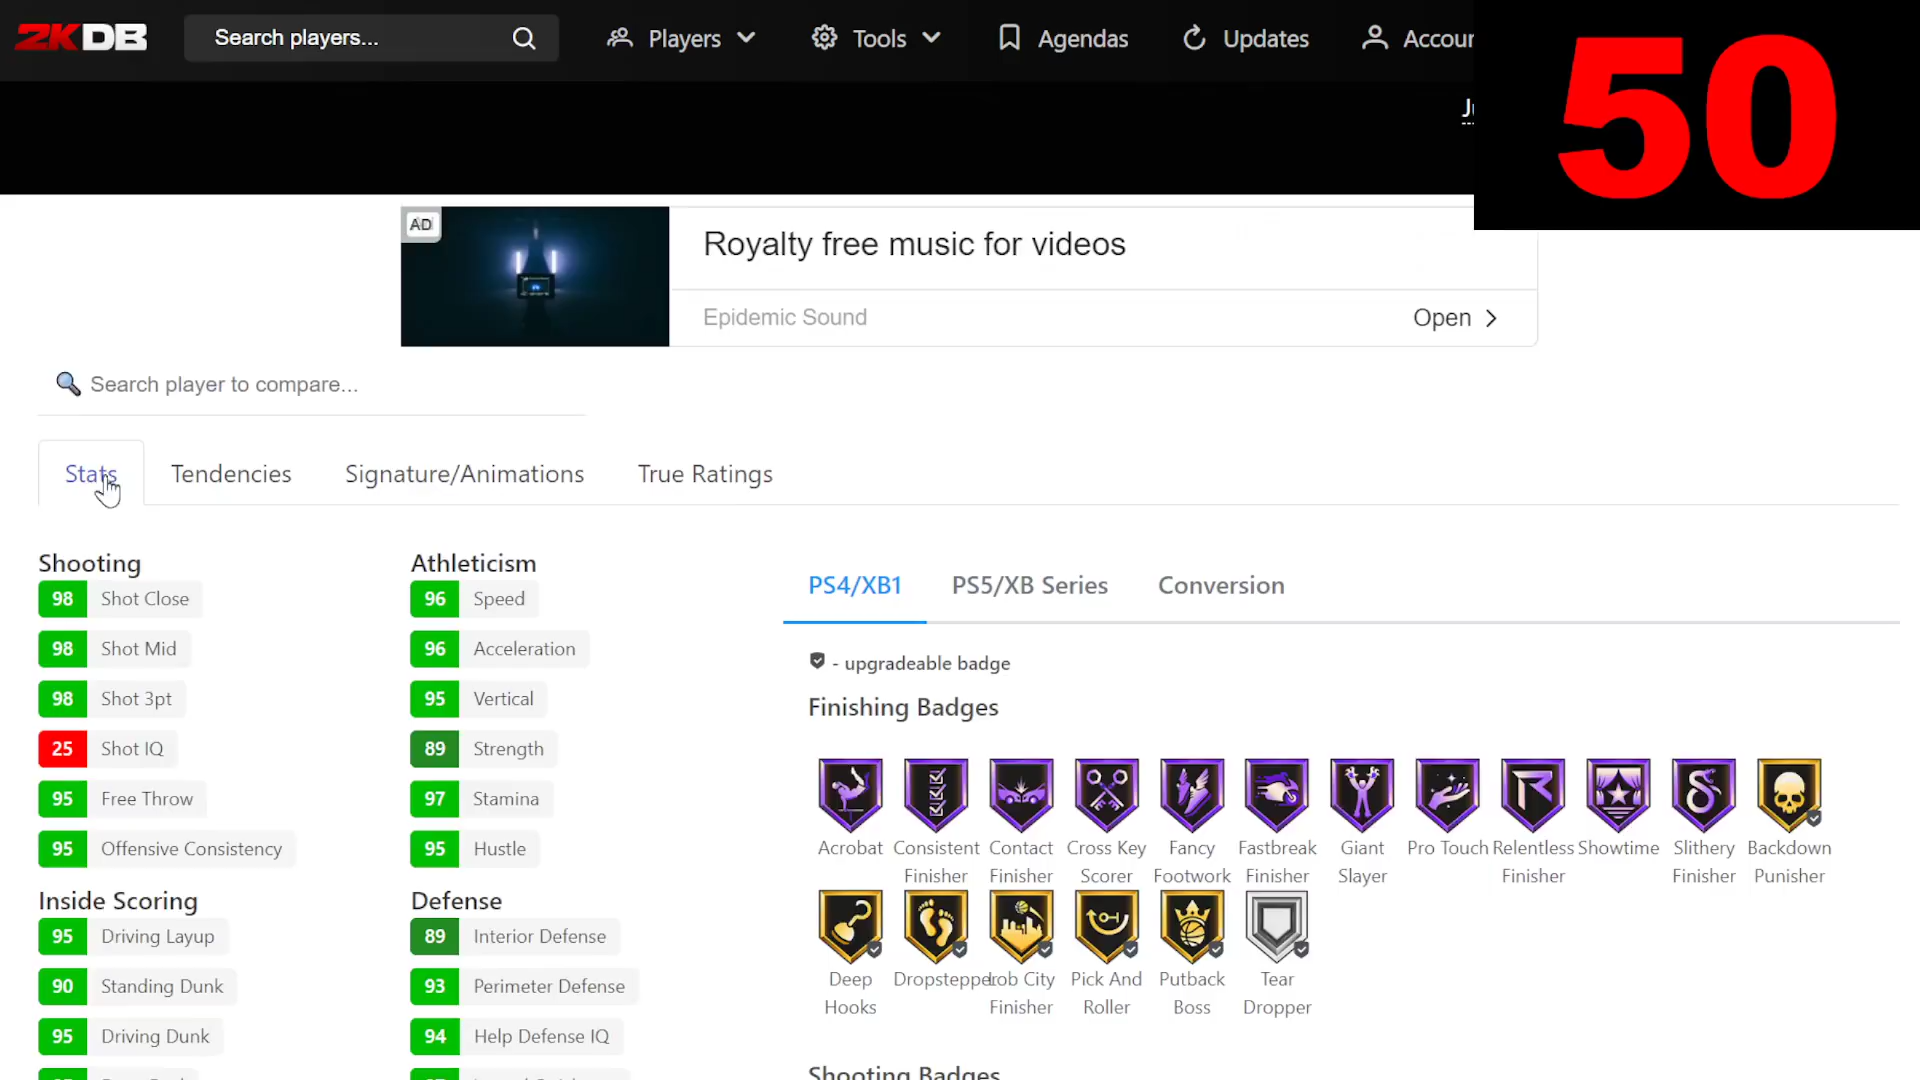 2KDB
Search players...
Players
Tools
Agendas
Updates
Accoun
50
AD
Royalty free music for videos
Epidemic Sound
Open
Search player to compare...
Stats
Tendencies
Signature/Animations
True Ratings
Shooting
98 Shot Close
98 Shot Mid
98 Shot 3pt
25 Shot IQ
95 Free Throw
95 Offensive Consistency
Inside Scoring
95 Driving Layup
90 Standing Dunk
95 Driving Dunk
Athleticism
96 Speed
96 Acceleration
95 Vertical
89 Strength
97 Stamina
95 Hustle
Defense
89 Interior Defense
93 Perimeter Defense
94 Help Defense IQ
PS4/XB1
PS5/XB Series
Conversion
- upgradeable badge
Finishing Badges
Acrobat
Consistent
Finisher
Contact
Finisher
Cross Key
Scorer
Fancy
Footwork
Fastbreak
Finisher
Giant
Slayer
Pro Touch
Relentless
Finisher
Showtime
Slithery
Finisher
Backdown
Punisher
Deep
Hooks
Dropstepper
Lob City
Finisher
Pick And
Roller
Putback
Boss
Tear
Dropper
Shooting Badges